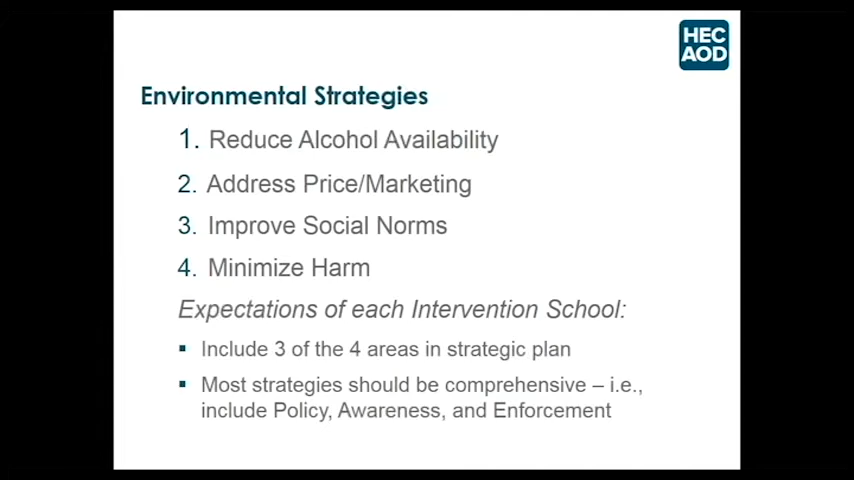 HEC
AOD
Environmental Strategies
1. Reduce Alcohol Availability
2. Address Price/Marketing
3. Improve Social Norms
4. Minimize Harm
Expectations of each Intervention School:
▪ Include 3 of the 4 areas in strategic plan
▪ Most strategies should be comprehensive – i.e.,
include Policy, Awareness, and Enforcement